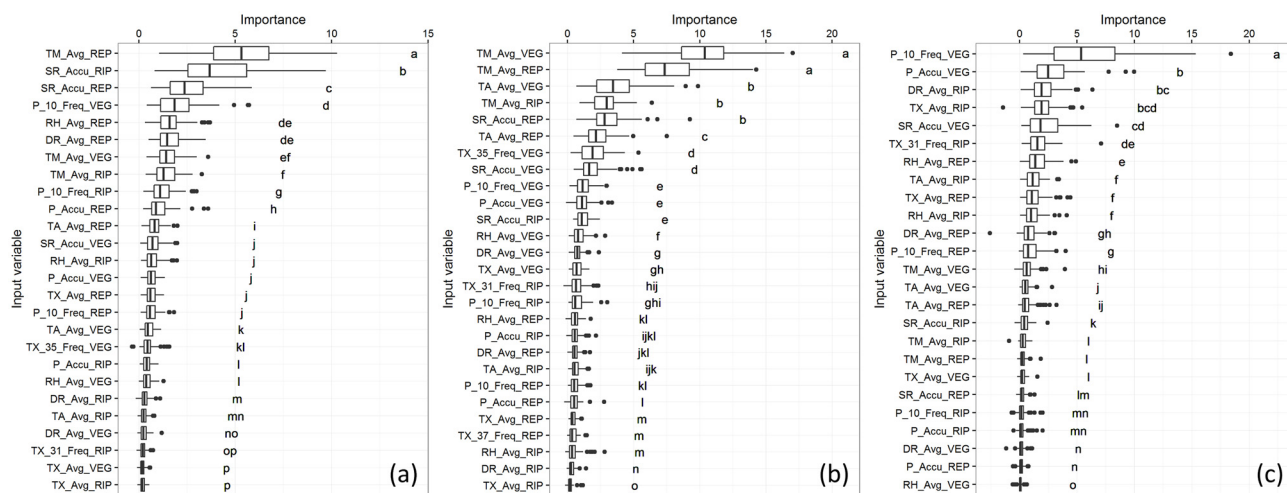 Importance
0 5 10 15
Input variable
TM_Avg_REP a
SR_Accu_RIP b
SR_Accu_REP c
P_10_Freq_VEG d
RH_Avg_REP de
DR_Avg_REP de
TM_Avg_VEG ef
TM_Avg_RIP f
P_10_Freq_RIP g
P_Accu_REP h
TA_Avg_REP i
SR_Accu_VEG j
RH_Avg_RIP j
P_Accu_VEG j
TX_Avg_REP j
P_10_Freq_REP j
TA_Avg_VEG k
TX_35_Freq_VEG kl
P_Accu_RIP l
RH_Avg_VEG l
DR_Avg_RIP m
TA_Avg_RIP mn
DR_Avg_VEG no
TX_31_Freq_RIP op
TX_Avg_VEG p
TX_Avg_RIP p
(a)
Importance
0 5 10 15 20
Input variable
TM_Avg_VEG a
TM_Avg_REP a
TA_Avg_VEG b
TM_Avg_RIP b
SR_Accu_REP b
TA_Avg_REP c
TX_35_Freq_VEG d
SR_Accu_VEG d
P_10_Freq_VEG e
P_Accu_VEG e
SR_Accu_RIP e
RH_Avg_VEG f
DR_Avg_VEG g
TX_Avg_VEG gh
TX_31_Freq_RIP hij
P_10_Freq_RIP ghi
RH_Avg_REP kl
P_Accu_RIP ijkl
DR_Avg_REP jkl
TA_Avg_RIP ijk
P_10_Freq_REP kl
P_Accu_REP l
TX_Avg_REP m
TX_37_Freq_REP m
RH_Avg_RIP m
DR_Avg_RIP n
TX_Avg_RIP o
(b)
Importance
0 5 10 15 20
Input variable
P_10_Freq_VEG a
P_Accu_VEG b
DR_Avg_RIP bc
TX_Avg_RIP bcd
SR_Accu_VEG cd
TX_31_Freq_RIP de
RH_Avg_REP e
TA_Avg_RIP f
TX_Avg_REP f
RH_Avg_RIP f
DR_Avg_REP gh
P_10_Freq_REP g
TM_Avg_VEG hi
TA_Avg_VEG j
TA_Avg_REP ij
SR_Accu_RIP k
TM_Avg_RIP l
TM_Avg_REP l
TX_Avg_VEG l
SR_Accu_REP lm
P_10_Freq_RIP mn
P_Accu_RIP mn
DR_Avg_VEG n
P_Accu_REP n
RH_Avg_VEG o
(c)